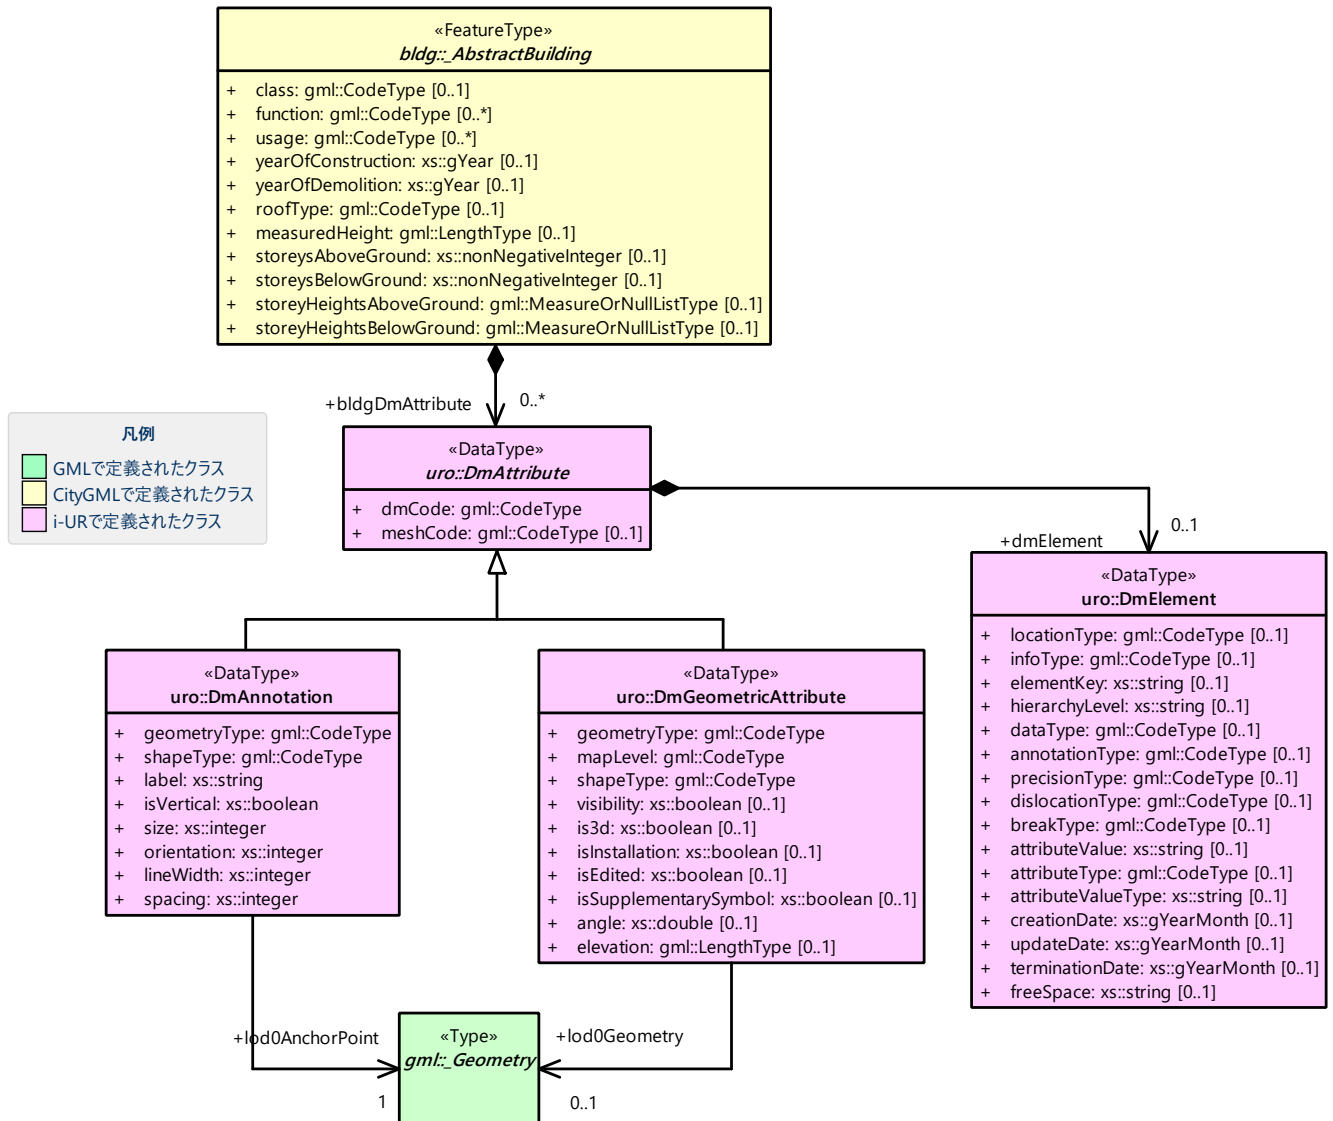 «FeatureType»
bldg::_AbstractBuilding
+ class: gml::CodeType [0..1]
+ function: gml::CodeType [0..*]
+ usage: gml::CodeType [0..*]
+ yearOfConstruction: xs::gYear [0..1]
+ yearOfDemolition: xs::gYear [0..1]
+ roofType: gml::CodeType [0..1]
+ measuredHeight: gml::LengthType [0..1]
+ storeysAboveGround: xs::nonNegativeInteger [0..1]
+ storeysBelowGround: xs::nonNegativeInteger [0..1]
+ storeyHeightsAboveGround: gml::MeasureOrNullListType [0..1]
+ storeyHeightsBelowGround: gml::MeasureOrNullListType [0..1]
+bldgDmAttribute
0..*
凡例
GMLで定義されたクラス
CityGMLで定義されたクラス
i-URで定義されたクラス
«DataType»
uro::DmAttribute
+ dmCode: gml::CodeType
+ meshCode: gml::CodeType [0..1]
+dmElement
0..1
«DataType»
uro::DmElement
+ locationType: gml::CodeType [0..1]
+ infoType: gml::CodeType [0..1]
+ elementKey: xs::string [0..1]
+ hierarchyLevel: xs::string [0..1]
+ dataType: gml::CodeType [0..1]
+ annotationType: gml::CodeType [0..1]
+ precisionType: gml::CodeType [0..1]
+ dislocationType: gml::CodeType [0..1]
+ breakType: gml::CodeType [0..1]
+ attributeValue: xs::string [0..1]
+ attributeType: gml::CodeType [0..1]
+ attributeValueType: xs::string [0..1]
+ creationDate: xs::gYearMonth [0..1]
+ updateDate: xs::gYearMonth [0..1]
+ terminationDate: xs::gYearMonth [0..1]
+ freeSpace: xs::string [0..1]
«DataType»
uro::DmAnnotation
+ geometryType: gml::CodeType
+ shapeType: gml::CodeType
+ label: xs::string
+ isVertical: xs::boolean
+ size: xs::integer
+ orientation: xs::integer
+ lineWidth: xs::integer
+ spacing: xs::integer
«DataType»
uro::DmGeometricAttribute
+ geometryType: gml::CodeType
+ mapLevel: gml::CodeType
+ shapeType: gml::CodeType
+ visibility: xs::boolean [0..1]
+ is3d: xs::boolean [0..1]
+ isInstallation: xs::boolean [0..1]
+ isEdited: xs::boolean [0..1]
+ isSupplementarySymbol: xs::boolean [0..1]
+ angle: xs::double [0..1]
+ elevation: gml::LengthType [0..1]
+lod0AnchorPoint
1
«Type»
gml::_Geometry
+lod0Geometry
0..1